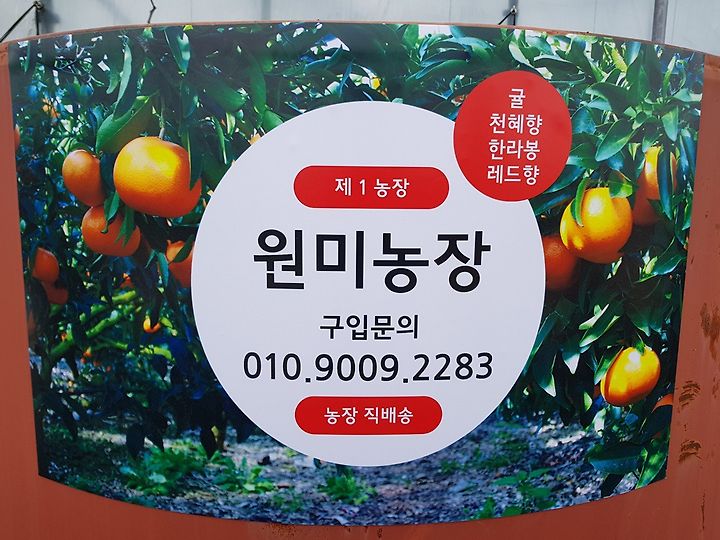 귤
천혜향
한라봉
레드향
제 1 농장
원미농장
구입문의
010.9009.2283
농장 직배송